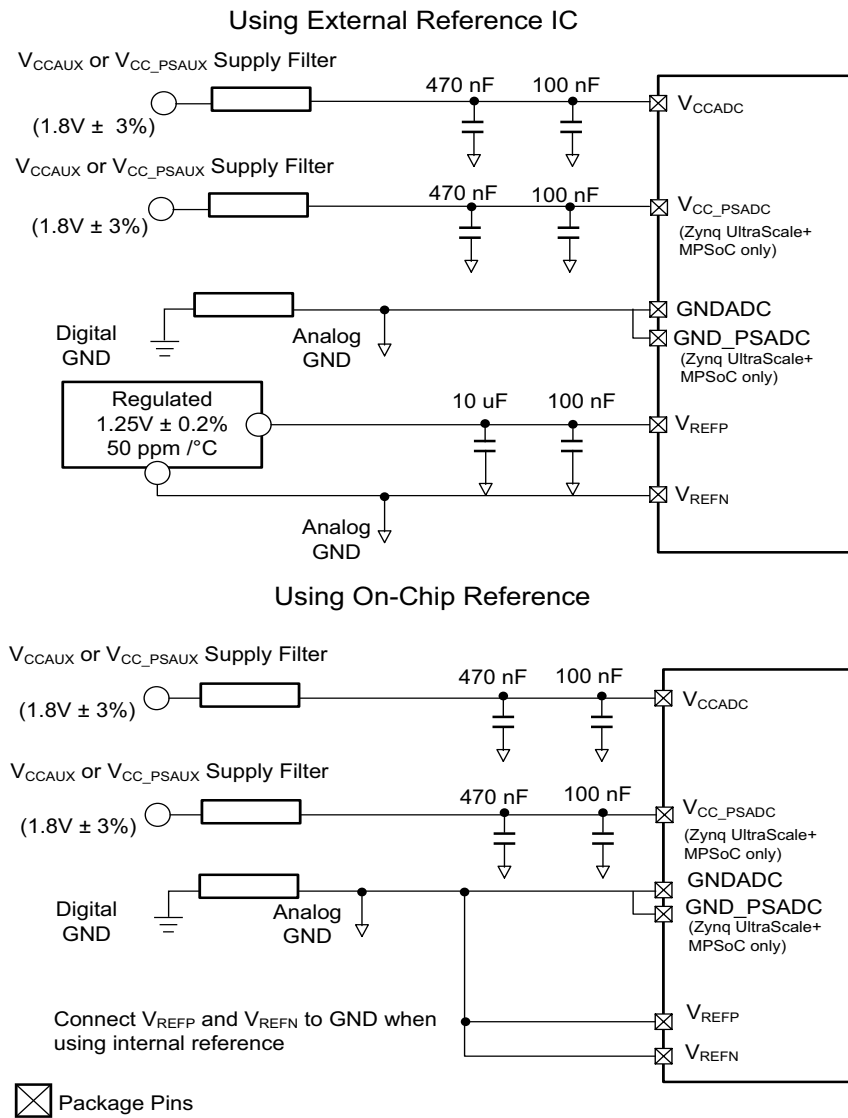 Using External Reference IC
VCCAUX or VCC_PSAUX Supply Filter
470 nF 100 nF
(1.8V ± 3%)
VCCADC
VCCAUX or VCC_PSAUX Supply Filter
470 nF 100 nF
(1.8V ± 3%)
VCC_PSADC
(Zynq UltraScale+
MPSoC only)
Digital
GND
Analog
GND
GNDADC
GND_PSADC
(Zynq UltraScale+
MPSoC only)
Regulated
1.25V ± 0.2%
50 ppm /°C
10 uF 100 nF
VREFP
VREFN
Analog
GND
Using On-Chip Reference
VCCAUX or VCC_PSAUX Supply Filter
470 nF 100 nF
(1.8V ± 3%)
VCCADC
VCCAUX or VCC_PSAUX Supply Filter
470 nF 100 nF
(1.8V ± 3%)
VCC_PSADC
(Zynq UltraScale+
MPSoC only)
Digital
GND
Analog
GND
GNDADC
GND_PSADC
(Zynq UltraScale+
MPSoC only)
Connect VREFP and VREFN to GND when
using internal reference
VREFP
VREFN
Package Pins